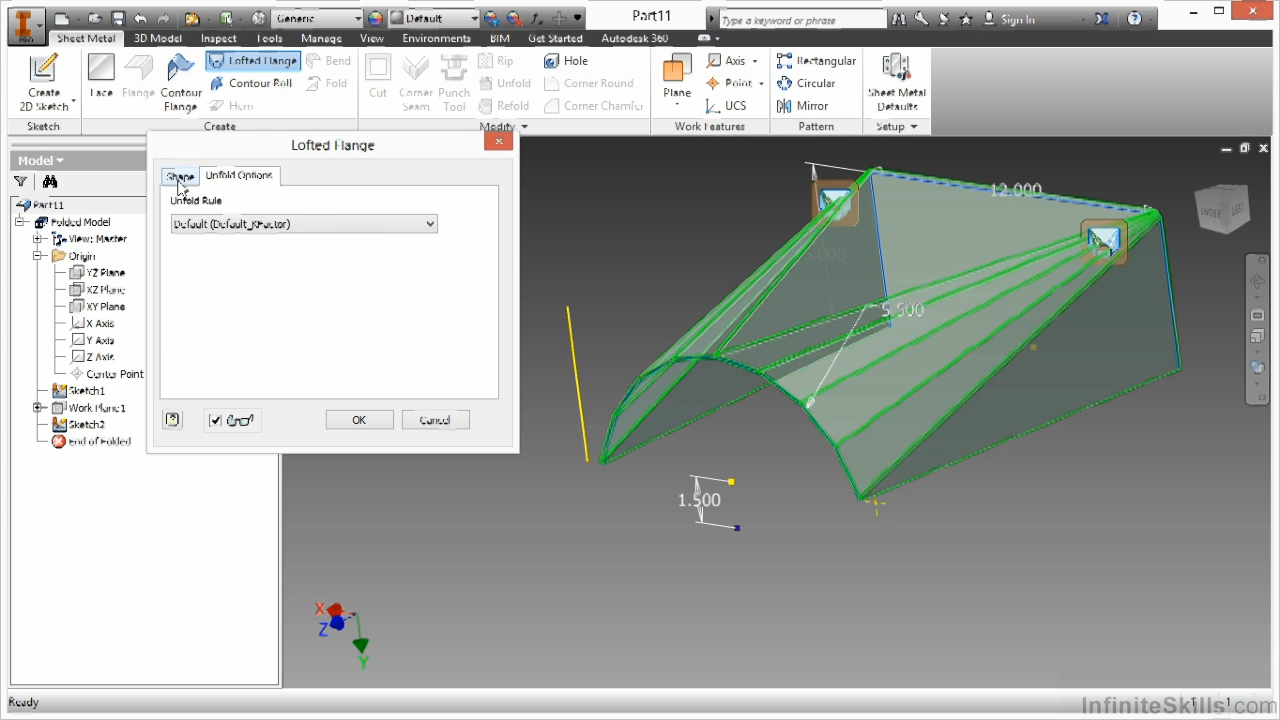 Generic
Default
Part11
Type a keyword or phrase
Sign In
Sheet Metal 3D Model Inspect Tools Manage View Environments BIM Get Started Autodesk 360
Create
2D Sketch
Face
Flange
Contour
Flange
Lofted Flange
Contour Roll
Hem
Bend
Fold
Cut
Corner
Seam
Punch
Tool
Rip
Unfold
Refold
Hole
Corner Round
Corner Chamfer
Plane
Axis
Point
UCS
Rectangular
Circular
Mirror
Sheet Metal
Defaults
Sketch
Create
Modify
Work Features
Pattern
Setup
Model
Part11
Folded Model
View: Master
Origin
YZ Plane
XZ Plane
XY Plane
X Axis
Y Axis
Z Axis
Center Point
Sketch1
Work Plane1
Sketch2
End of Folded
Lofted Flange
Shape
Unfold Options
Unfold Rule
Default (Default_KFactor)
OK
Cancel
12.000
5.500
1.500
X
Z
Y
Ready
InfiniteSkills.com